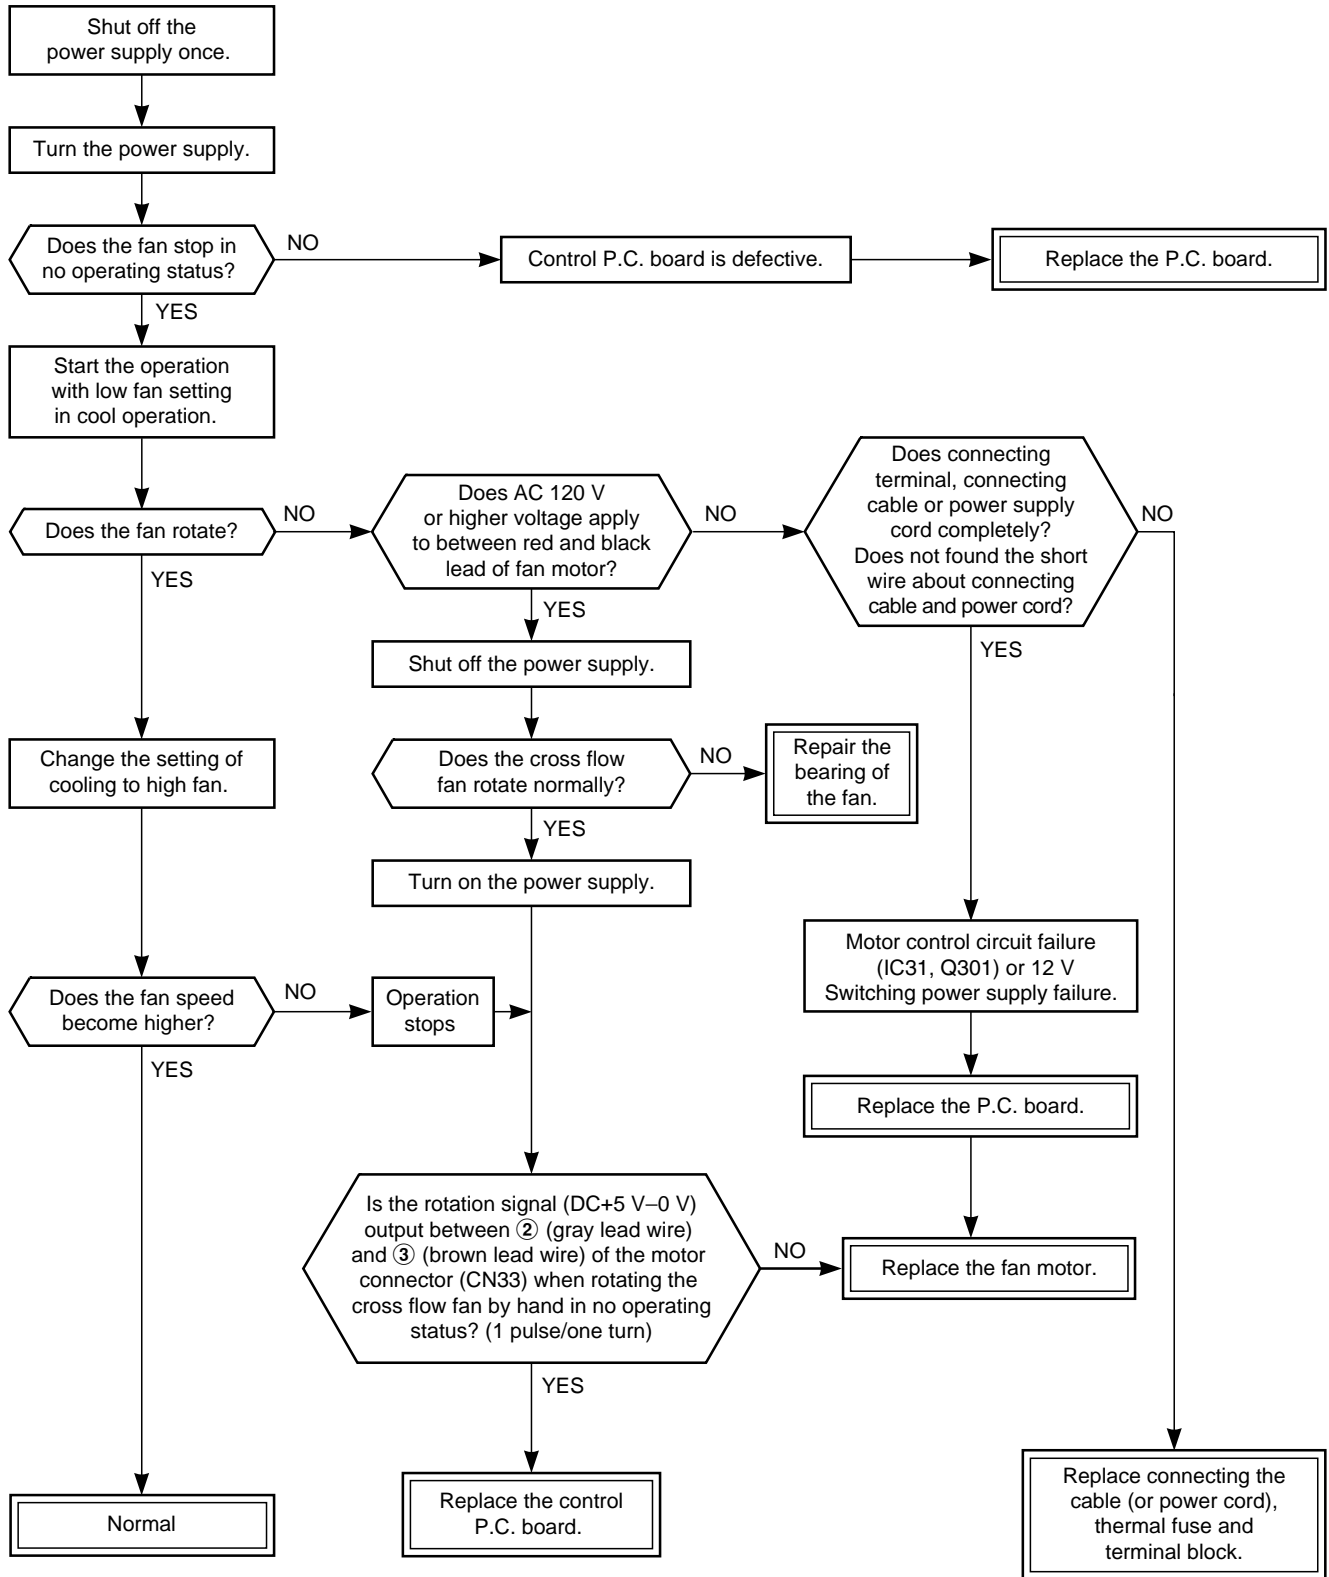 Shut off the
power supply once.
Turn the power supply.
Does the fan stop in
no operating status?
NO
Control P.C. board is defective.
Replace the P.C. board.
YES
Start the operation
with low fan setting
in cool operation.
Does the fan rotate?
NO
Does AC 120 V
or higher voltage apply
to between red and black
lead of fan motor?
NO
Does connecting
terminal, connecting
cable or power supply
cord completely?
Does not found the short
wire about connecting
cable and power cord?
NO
YES
YES
YES
Shut off the power supply.
Change the setting of
cooling to high fan.
Does the cross flow
fan rotate normally?
NO
Repair the
bearing of
the fan.
YES
Turn on the power supply.
Motor control circuit failure
(IC31, Q301) or 12 V
Switching power supply failure.
Does the fan speed
become higher?
NO
Operation
stops
YES
Replace the P.C. board.
Is the rotation signal (DC+5 V–0 V)
output between ② (gray lead wire)
and ③ (brown lead wire) of the motor
connector (CN33) when rotating the
cross flow fan by hand in no operating
status? (1 pulse/one turn)
NO
Replace the fan motor.
YES
Normal
Replace the control
P.C. board.
Replace connecting the
cable (or power cord),
thermal fuse and
terminal block.